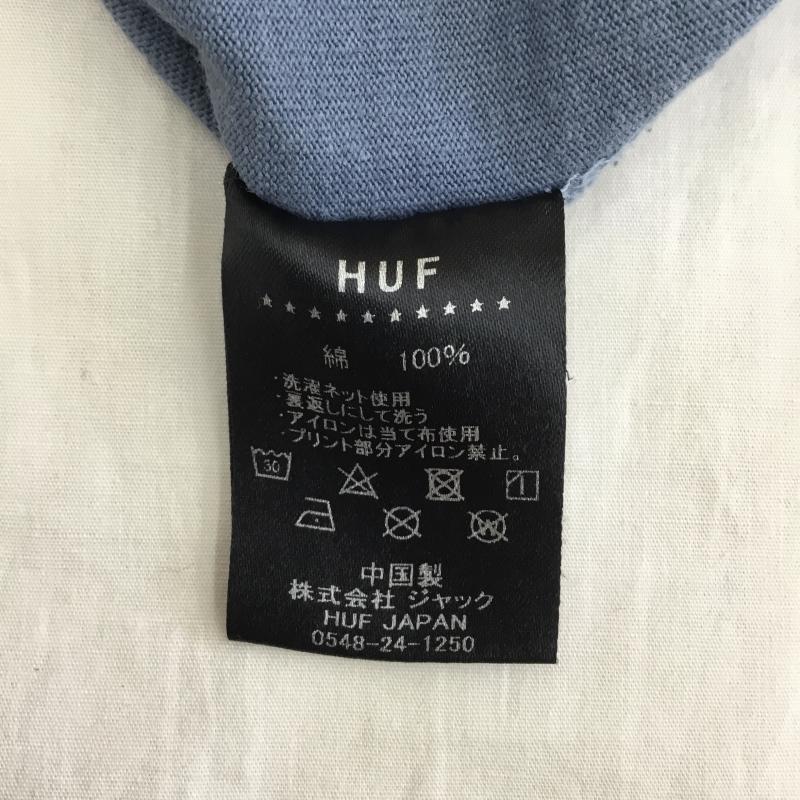 HUF
綿 100%
・洗濯ネット使用
・裏返しにして洗う
・アイロンは当て布使用
・プリント部分アイロン禁止。
30
W
中国製
株式会社 ジャック
HUF JAPAN
0548-24-1250